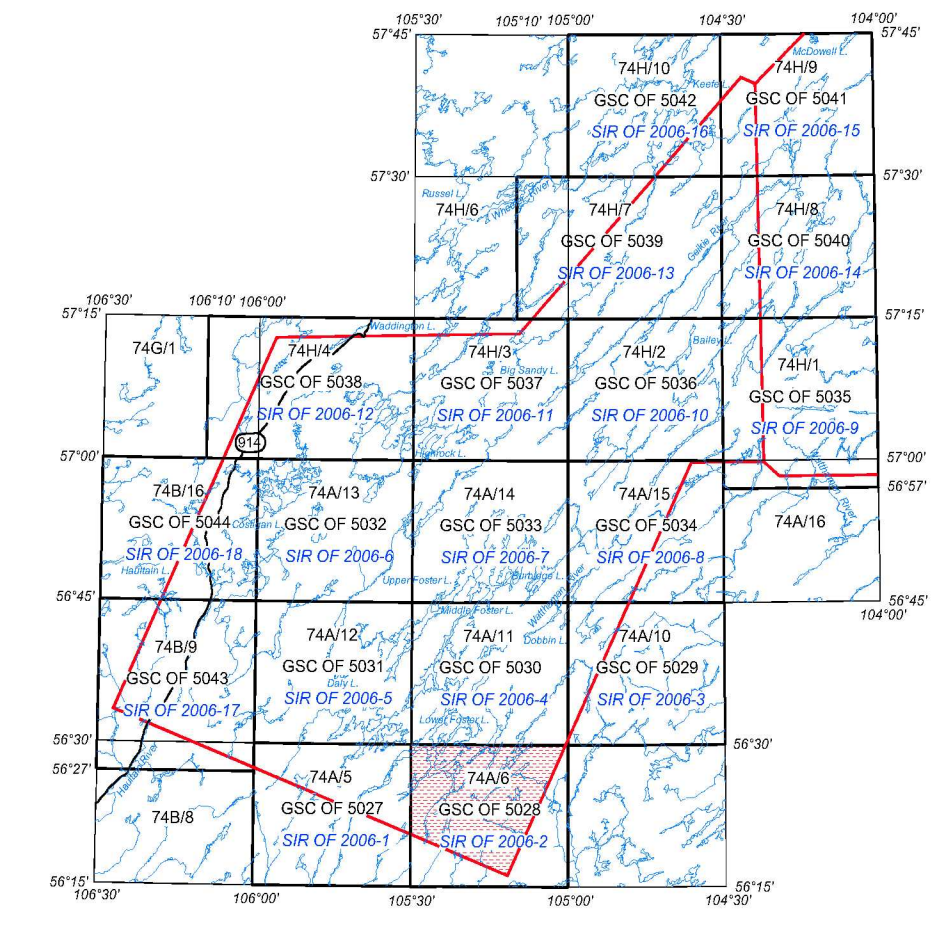 105°30' 105°10' 105°00' 104°30' 104°00'
57°45' 57°45'
McDowell L.
74H/10 74H/9
Keefe L.
GSC OF 5042 GSC OF 5041
SIR OF 2006-16 SIR OF 2006-15
57°30' 57°30'
Russel L.
Wheeler River
74H/6 74H/7 74H/8
Geikie River
GSC OF 5039 GSC OF 5040
SIR OF 2006-13 SIR OF 2006-14
106°30' 106°10' 106°00'
57°15' 57°15'
Waddington L.
Bailey L.
74G/1 74H/4 74H/3 74H/2 74H/1
Big Sandy L.
GSC OF 5038 GSC OF 5037 GSC OF 5036 GSC OF 5035
SIR OF 2006-12 SIR OF 2006-11 SIR OF 2006-10 SIR OF 2006-9
914
Highrock L.
57°00' 57°00'
Wathaman River
56°57'
74B/16 74A/13 74A/14 74A/15 74A/16
GSC OF 5044 Costigan L. GSC OF 5032 GSC OF 5033 GSC OF 5034
SIR OF 2006-18 SIR OF 2006-6 SIR OF 2006-7 SIR OF 2006-8
Haultain L.
Upper Foster L. Burbidge L.
56°45' 56°45'
104°00'
Middle Foster L.
Wathaman River
74B/9 74A/12 74A/11 Dobbin L. 74A/10
GSC OF 5043 GSC OF 5031 GSC OF 5030 GSC OF 5029
Daly L.
SIR OF 2006-17 SIR OF 2006-5 SIR OF 2006-4 SIR OF 2006-3
Lower Foster L.
56°30' 56°30'
56°27'
Haultain River
74B/8 74A/5 74A/6
GSC OF 5027 GSC OF 5028
SIR OF 2006-1 SIR OF 2006-2
56°15' 56°15'
106°30' 106°00' 105°30' 105°00' 104°30'